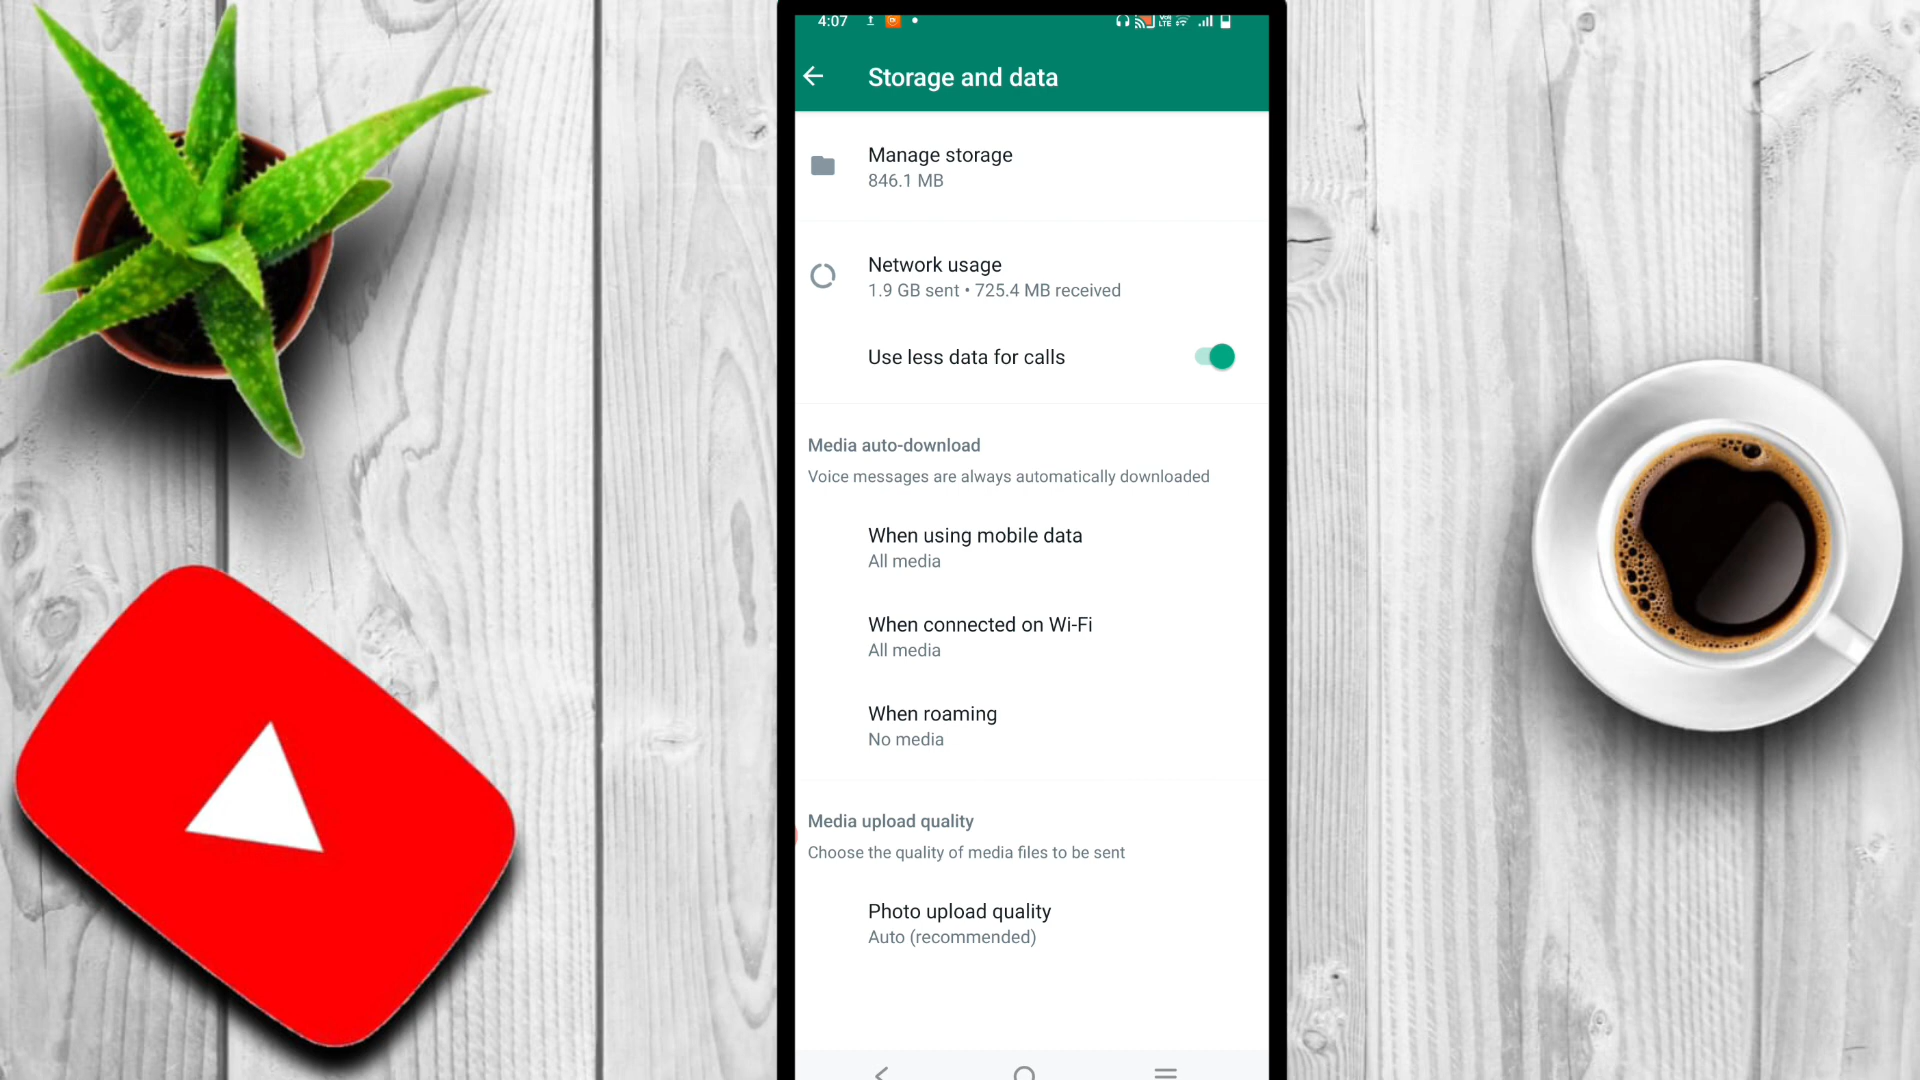 4:07
VoB
LTE
Storage and data
Manage storage
846.1 MB
Network usage
1.9 GB sent • 725.4 MB received
Use less data for calls
Media auto-download
Voice messages are always automatically downloaded
When using mobile data
All media
When connected on Wi-Fi
All media
When roaming
No media
Media upload quality
Choose the quality of media files to be sent
Photo upload quality
Auto (recommended)